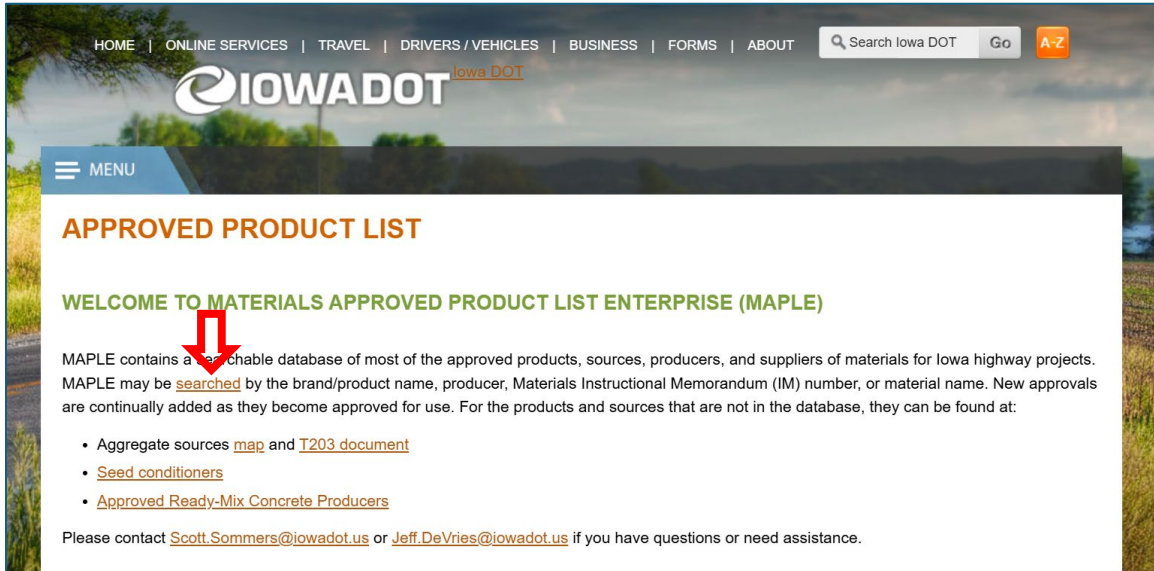 HOME | ONLINE SERVICES | TRAVEL | DRIVERS / VEHICLES | BUSINESS | FORMS | ABOUT
Search Iowa DOT Go A-Z
IOWADOT Iowa DOT
MENU
APPROVED PRODUCT LIST
WELCOME TO MATERIALS APPROVED PRODUCT LIST ENTERPRISE (MAPLE)
MAPLE contains a searchable database of most of the approved products, sources, producers, and suppliers of materials for Iowa highway projects.
MAPLE may be searched by the brand/product name, producer, Materials Instructional Memorandum (IM) number, or material name. New approvals
are continually added as they become approved for use. For the products and sources that are not in the database, they can be found at:
• Aggregate sources map and T203 document
• Seed conditioners
• Approved Ready-Mix Concrete Producers
Please contact Scott.Sommers@iowadot.us or Jeff.DeVries@iowadot.us if you have questions or need assistance.